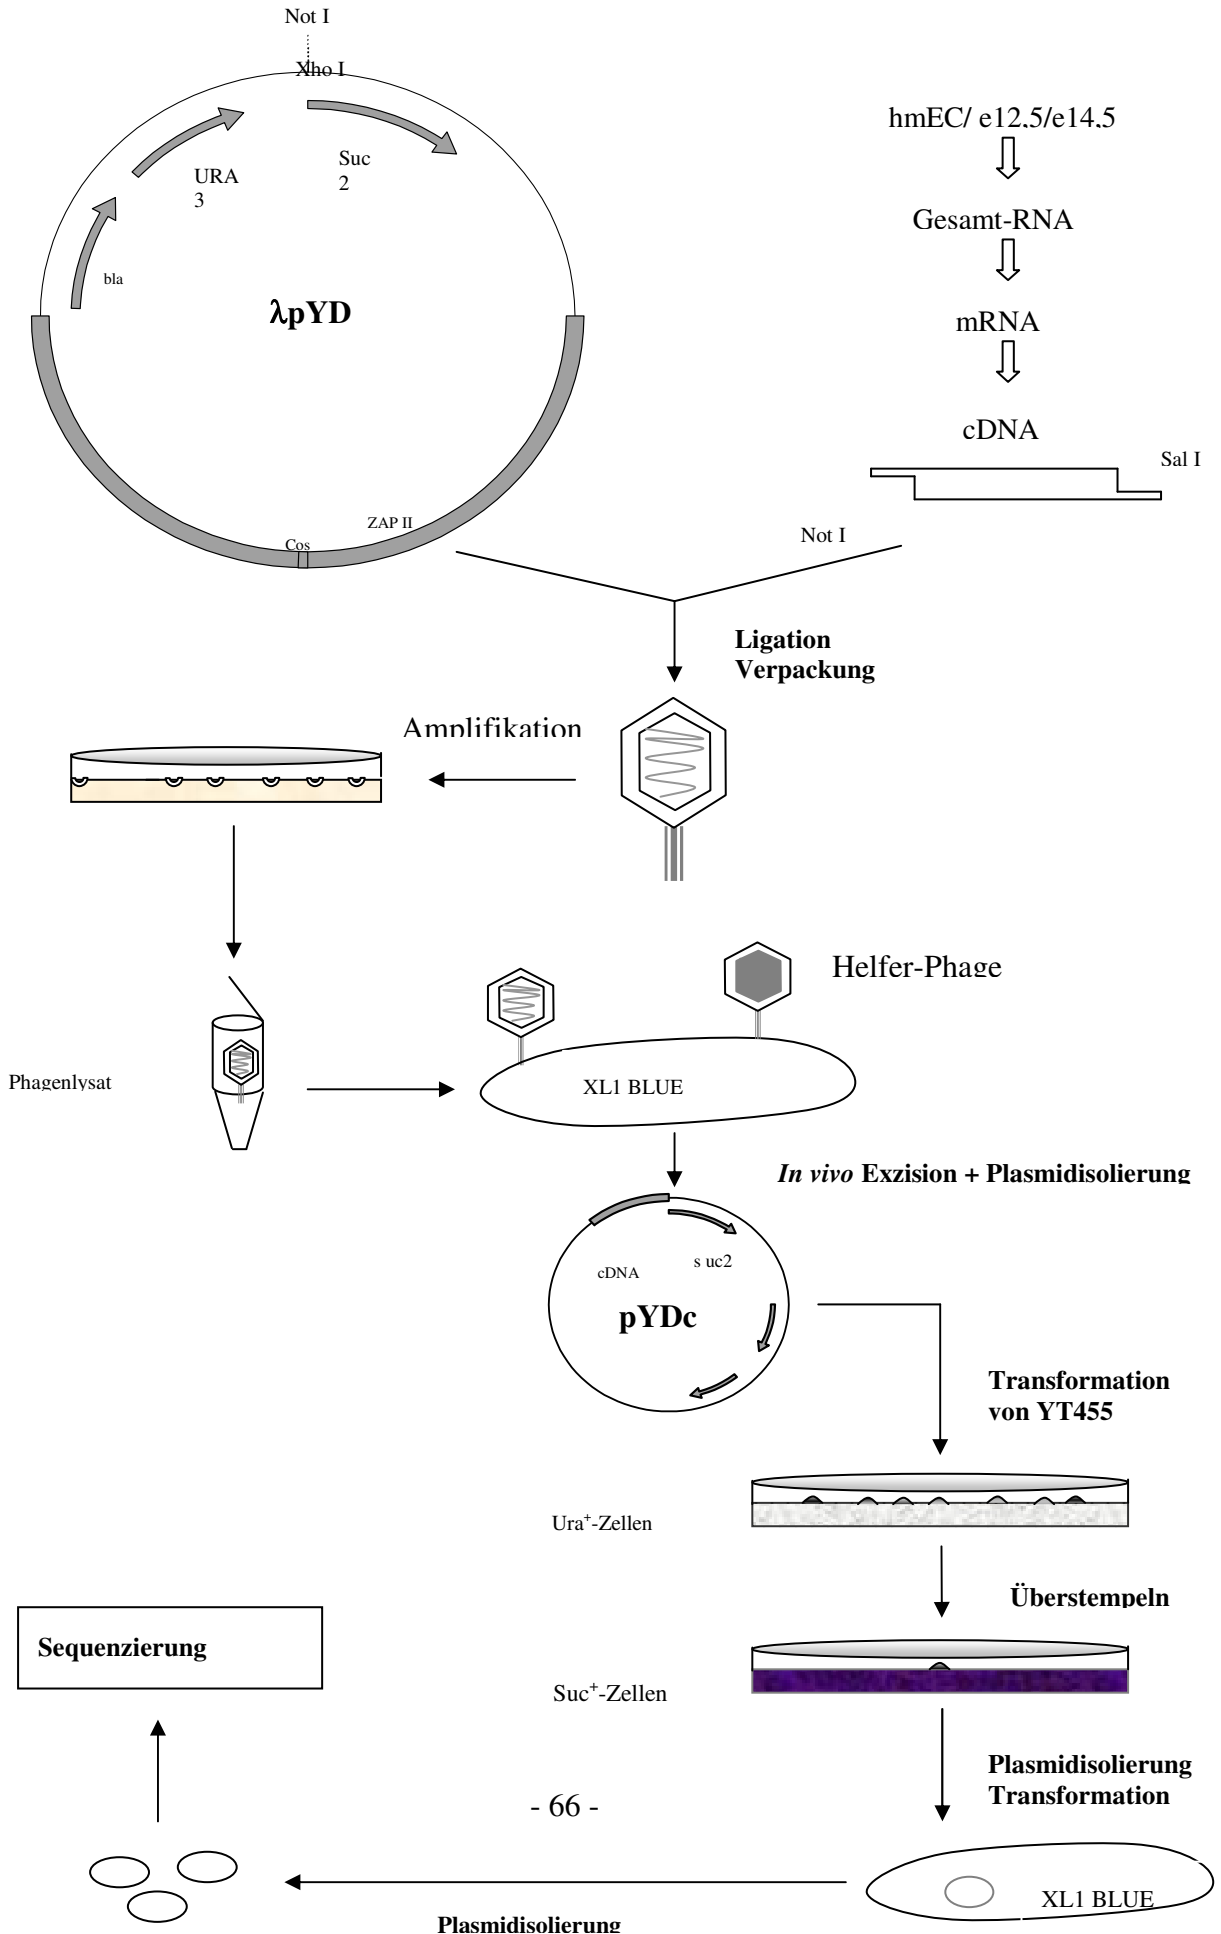 Not I
Xho I
hmEC/ e12,5/e14,5
Suc
2
URA
3
Gesamt-RNA
bla
λpYD
mRNA
cDNA
Sal I
ZAP II
Cos
Not I
Ligation
Verpackung
Amplifikation
Helfer-Phage
Phagenlysat
XL1 BLUE
In vivo Exzision + Plasmidisolierung
s uc2
cDNA
pYDc
Transformation
von YT455
Ura⁺-Zellen
Überstempeln
Sequenzierung
Suc⁺-Zellen
Plasmidisolierung
Transformation
- 66 -
XL1 BLUE
Plasmidisolierung